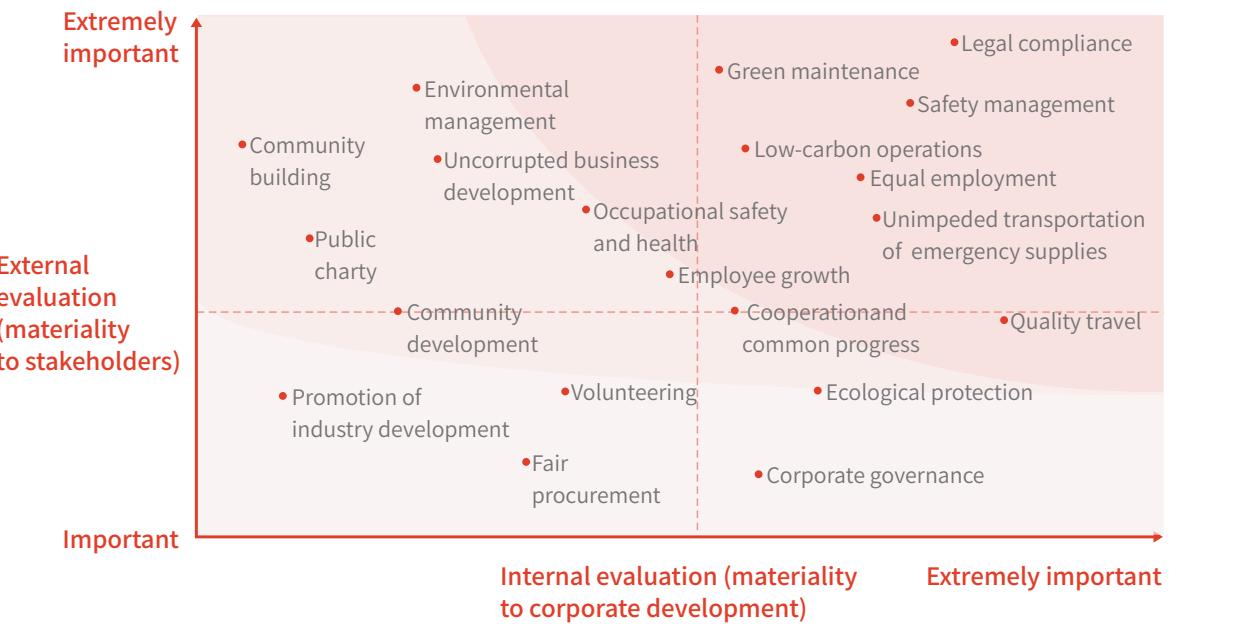 Extremely
important
Legal compliance
Green maintenance
Environmental
management
Safety management
Community
building
Uncorrupted business
development
Low-carbon operations
Equal employment
Occupational safety
and health
Unimpeded transportation
of emergency supplies
Public
charty
External
evaluation
(materiality
to stakeholders)
Employee growth
Community
development
Cooperationand
common progress
Quality travel
Promotion of
industry development
Volunteering
Ecological protection
Fair
procurement
Corporate governance
Important
Internal evaluation (materiality
to corporate development)
Extremely important